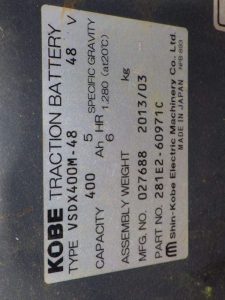 KOBE TRACTION BATTERY
TYPE VSDX400M-48 48 V
CAPACITY 400 Ah 5 6 HR SPECIFIC GRAVITY 1.280 (at20°C)
ASSEMBLY WEIGHT kg
MFG. NO. 027688 2013/03
PART NO. 281E2-60971C
Shin-Kobe Electric Machinery Co., Ltd.
MADE IN JAPAN